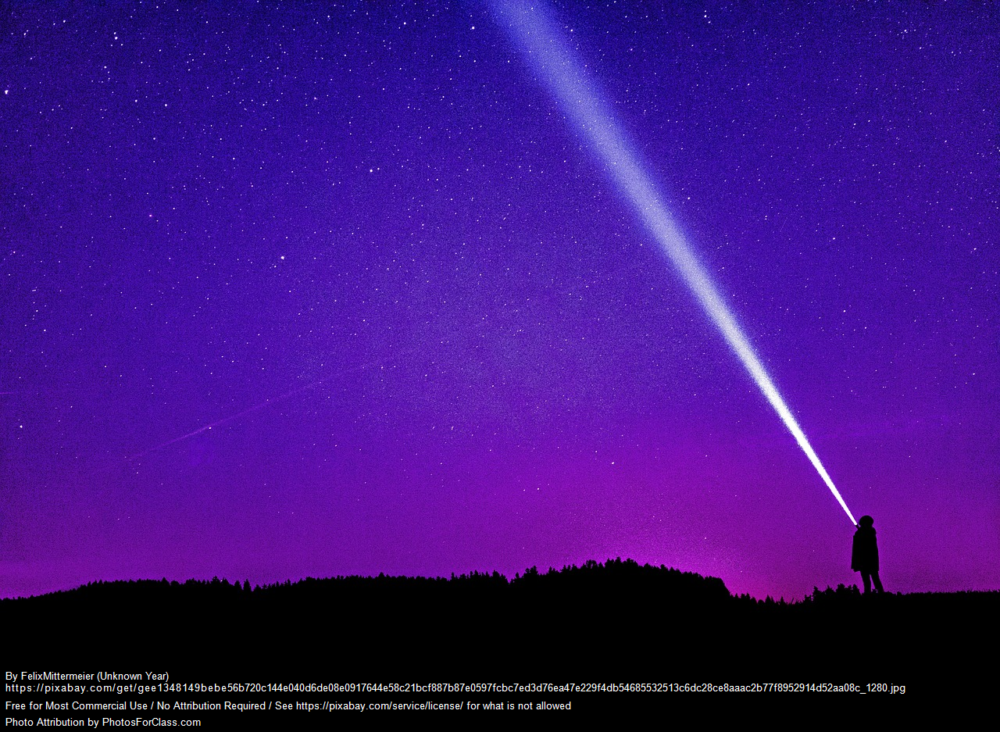 By FelixMittermeier (Unknown Year)
https://pixabay.com/get/gee1348149bebe56b720c144e040d6de08e0917644e58c21bcf887b87e0597fcbc7ed3d76ea47e229f4db54685532513c6dc28ce8aaac2b77f8952914d52aa08c_1280.jpg
Free for Most Commercial Use / No Attribution Required / See https://pixabay.com/service/license/ for what is not allowed
Photo Attribution by PhotosForClass.com